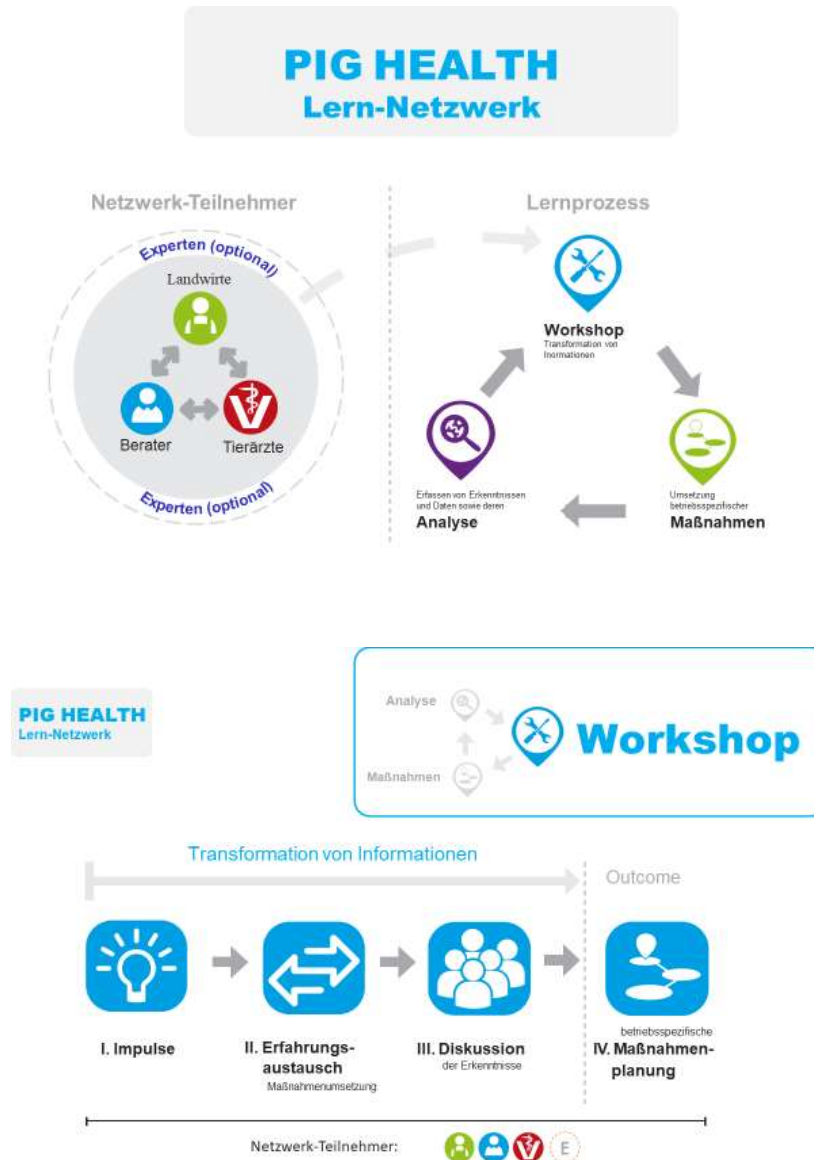 PIG HEALTH
Lern-Netzwerk
Netzwerk-Teilnehmer
Experten (optional)
Landwirte
Berater
Tierärzte
Experten (optional)
Lernprozess
Workshop
Transformation von
Inormationen
Erfassen von Erkenntnissen
und Daten sowie deren
Analyse
Umsetzung
betriebsspezifischer
Maßnahmen
PIG HEALTH
Lern-Netzwerk
Analyse
Maßnahmen
Workshop
Transformation von Informationen
Outcome
I. Impulse
II. Erfahrungs-
austausch
Maßnahmenumsetzung
III. Diskussion
der Erkenntnisse
betriebsspezifische
IV. Maßnahmen-
planung
Netzwerk-Teilnehmer:
E